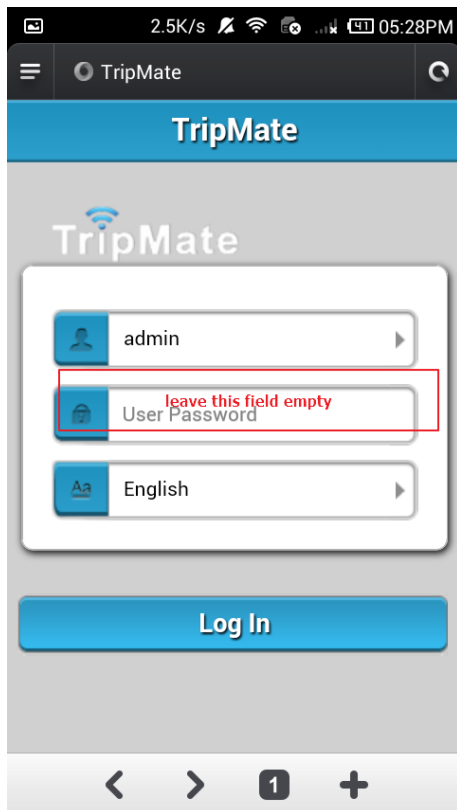 2.5K/s 41 05:28PM
TripMate
TripMate
TripMate
admin
leave this field empty
User Password
Aa English
Log In
1